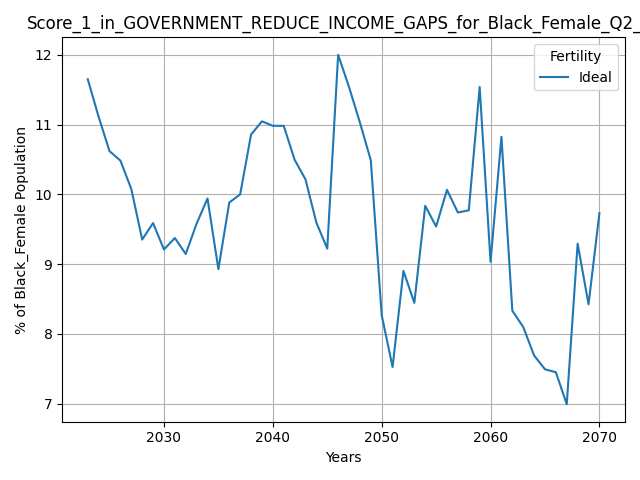 Score_1_in_GOVERNMENT_REDUCE_INCOME_GAPS_for_Black_Female_Q2_
Fertility
Ideal
% of Black_Female Population
12
11
10
9
8
7
2030 2040 2050 2060 2070
Years